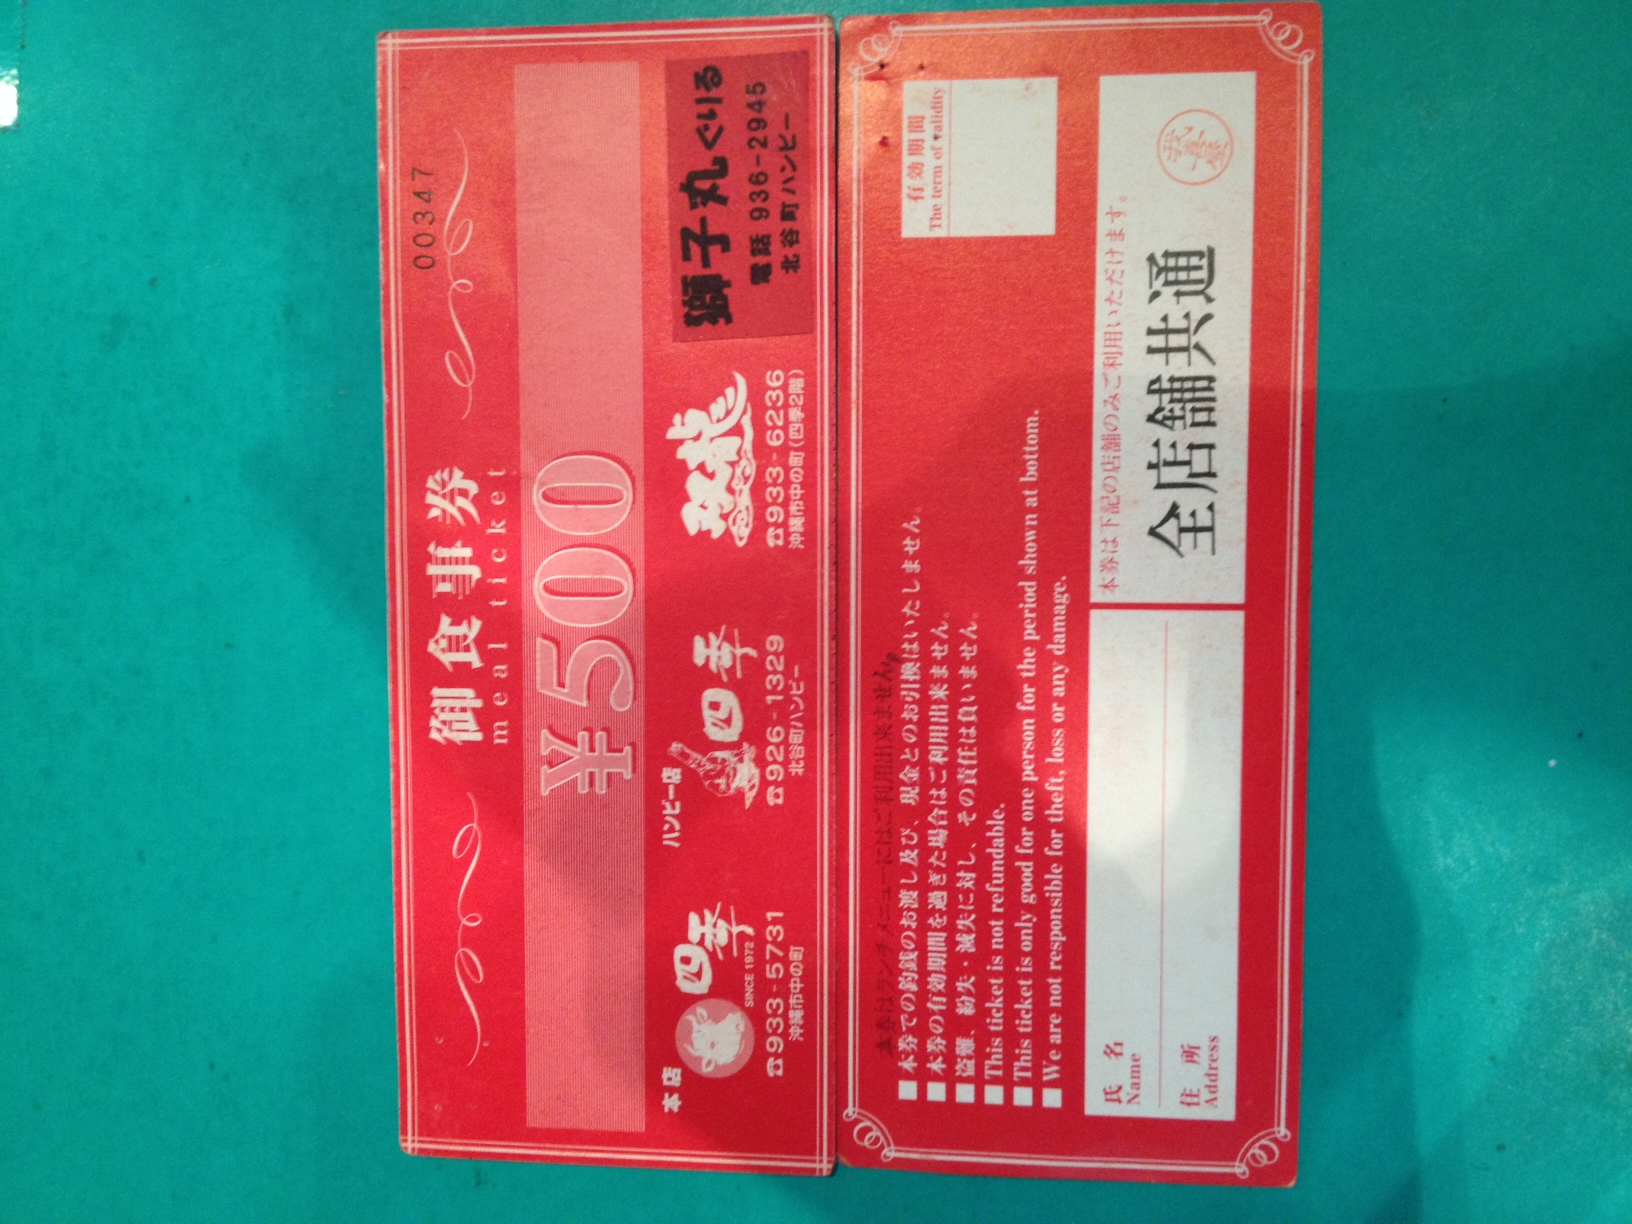 00347
御食事券
meal ticket
¥500
本店
四季
SINCE 1972
☎933-5731
沖縄市中の町
ハンビー店
四季
☎926-1329
北谷町ハンビー
☎933-6236
沖縄市中の町(四季2階)
獅子丸ぐりる
電話 936-2945
北谷町ハンビー
有効期間
The term of validity
本券はランチメニューにはご利用出来ません。
■本券での釣銭のお渡し及び、現金とのお引換はいたしません。
■本券の有効期間を過ぎた場合はご利用出来ません。
■盗難、紛失・滅失に対し、その責任は負いません。
■This ticket is not refundable.
■This ticket is only good for one person for the period shown at bottom.
■We are not responsible for theft, loss or any damage.
氏名
Name
住所
Address
本券は下記の店舗のみご利用いただけます。
全店舗共通